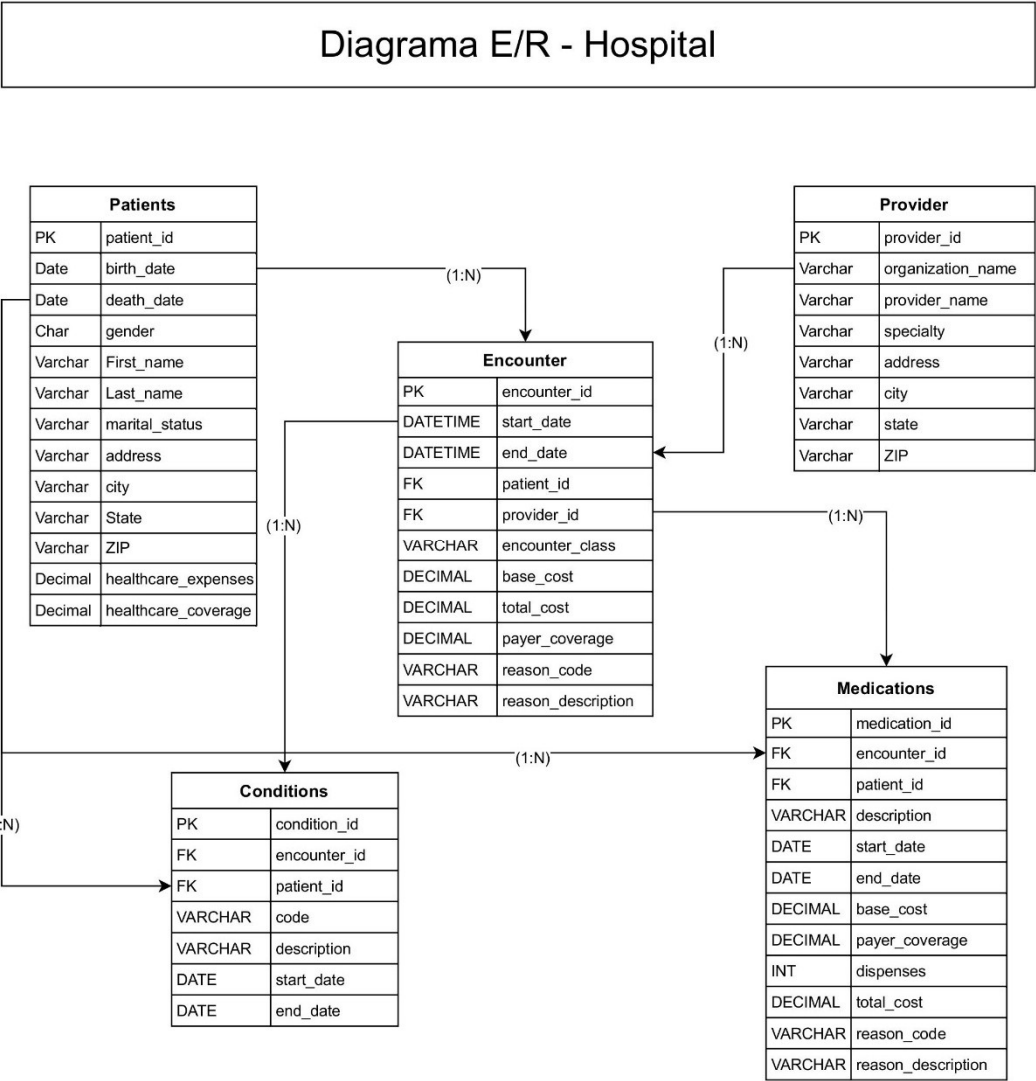 Diagrama E/R - Hospital
Patients
PK patient_id
Date birth_date
Date death_date
Char gender
Varchar First_name
Varchar Last_name
Varchar marital_status
Varchar address
Varchar city
Varchar State
Varchar ZIP
Decimal healthcare_expenses
Decimal healthcare_coverage
(1:N)
Provider
PK provider_id
Varchar organization_name
Varchar provider_name
Varchar specialty
Varchar address
Varchar city
Varchar state
Varchar ZIP
(1:N)
Encounter
PK encounter_id
DATETIME start_date
DATETIME end_date
FK patient_id
FK provider_id
VARCHAR encounter_class
DECIMAL base_cost
DECIMAL total_cost
DECIMAL payer_coverage
VARCHAR reason_code
VARCHAR reason_description
(1:N)
(1:N)
(1:N)
:N)
Conditions
PK condition_id
FK encounter_id
FK patient_id
VARCHAR code
VARCHAR description
DATE start_date
DATE end_date
Medications
PK medication_id
FK encounter_id
FK patient_id
VARCHAR description
DATE start_date
DATE end_date
DECIMAL base_cost
DECIMAL payer_coverage
INT dispenses
DECIMAL total_cost
VARCHAR reason_code
VARCHAR reason_description